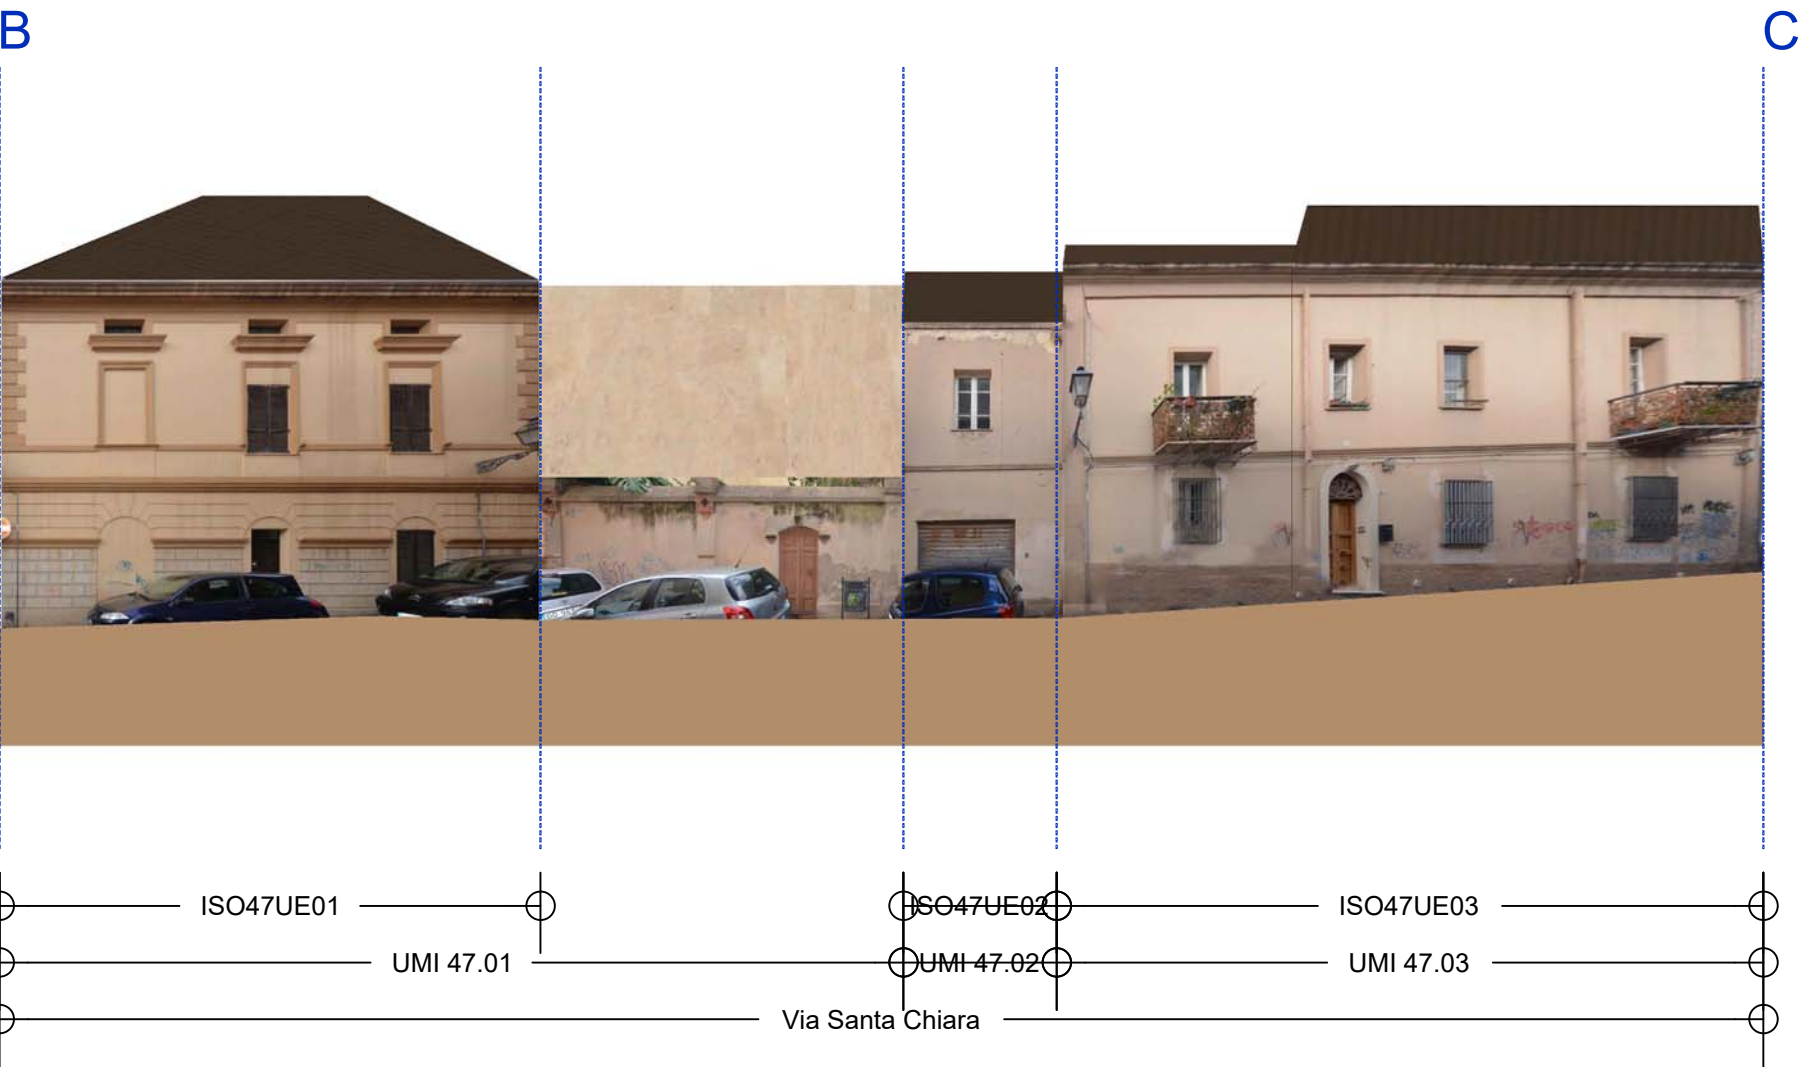 B
C
ISO47UE01
ISO47UE02
ISO47UE03
UMI 47.01
UMI 47.02
UMI 47.03
Via Santa Chiara